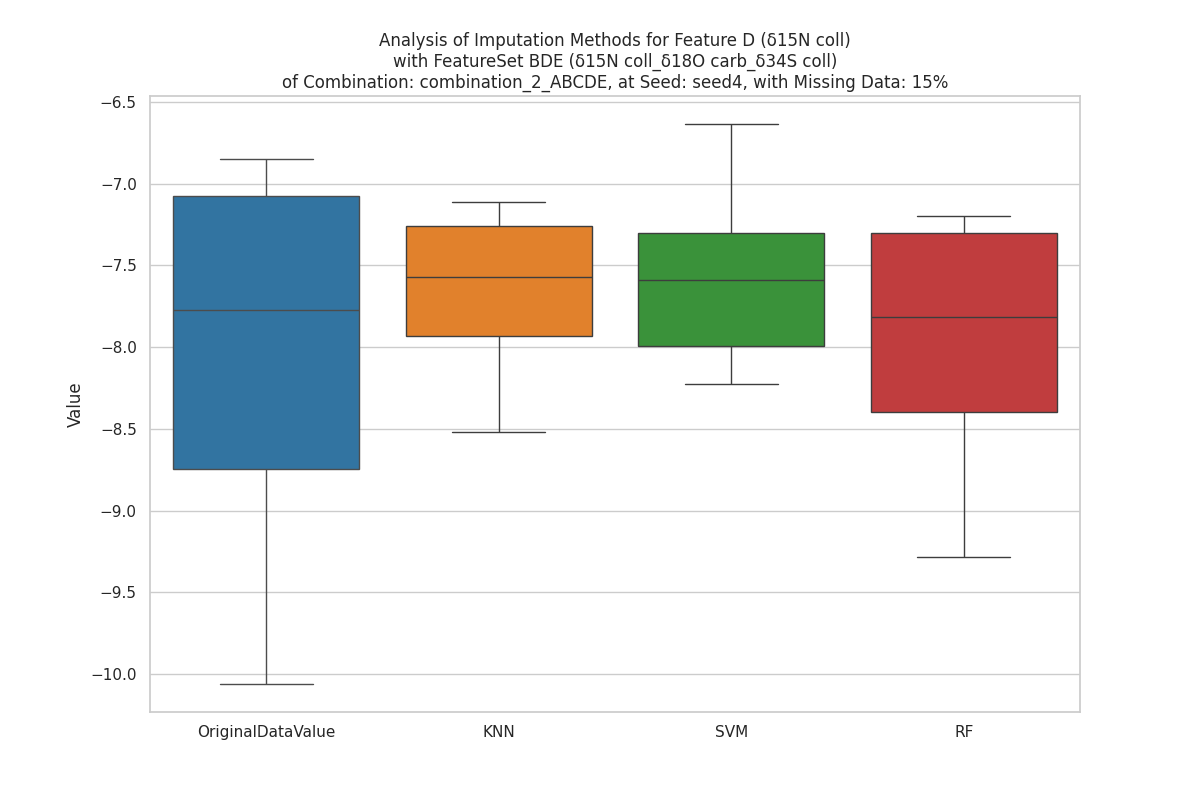 Analysis of Imputation Methods for Feature D (δ15N coll)
with FeatureSet BDE (δ15N coll_δ18O carb_δ34S coll)
of Combination: combination_2_ABCDE, at Seed: seed4, with Missing Data: 15%
Value
−6.5
−7.0
−7.5
−8.0
−8.5
−9.0
−9.5
−10.0
OriginalDataValue
KNN
SVM
RF